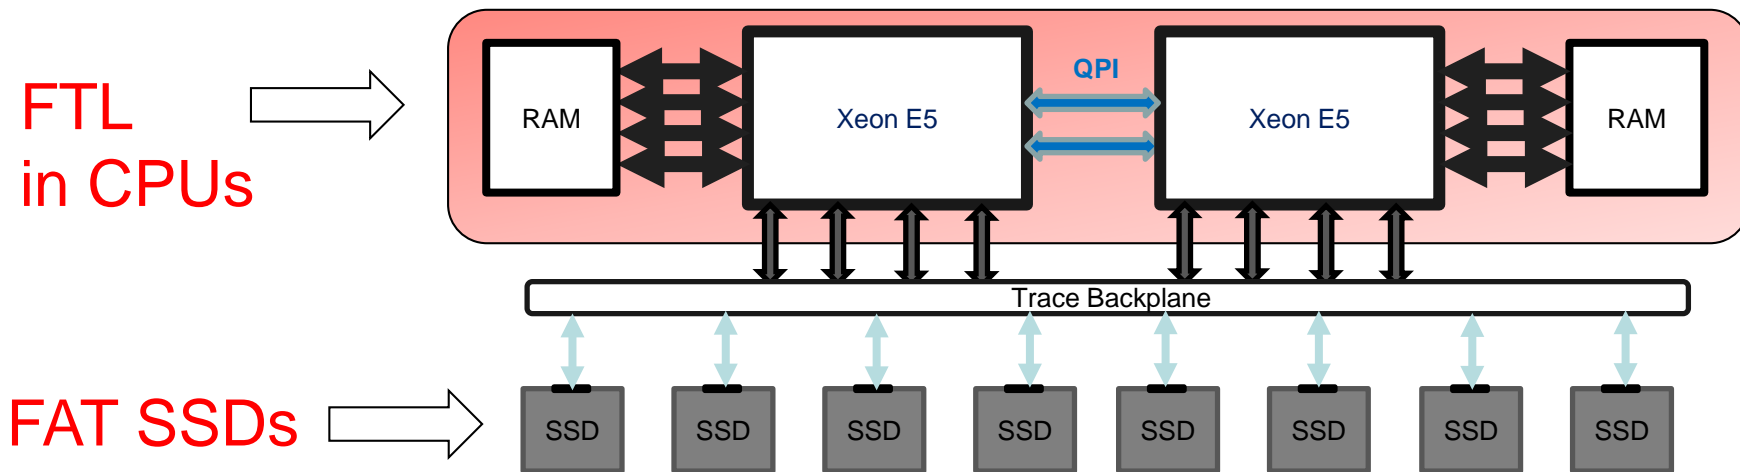 FTL
in CPUs
RAM
Xeon E5
QPI
Xeon E5
RAM
Trace Backplane
FAT SSDs
SSD
SSD
SSD
SSD
SSD
SSD
SSD
SSD